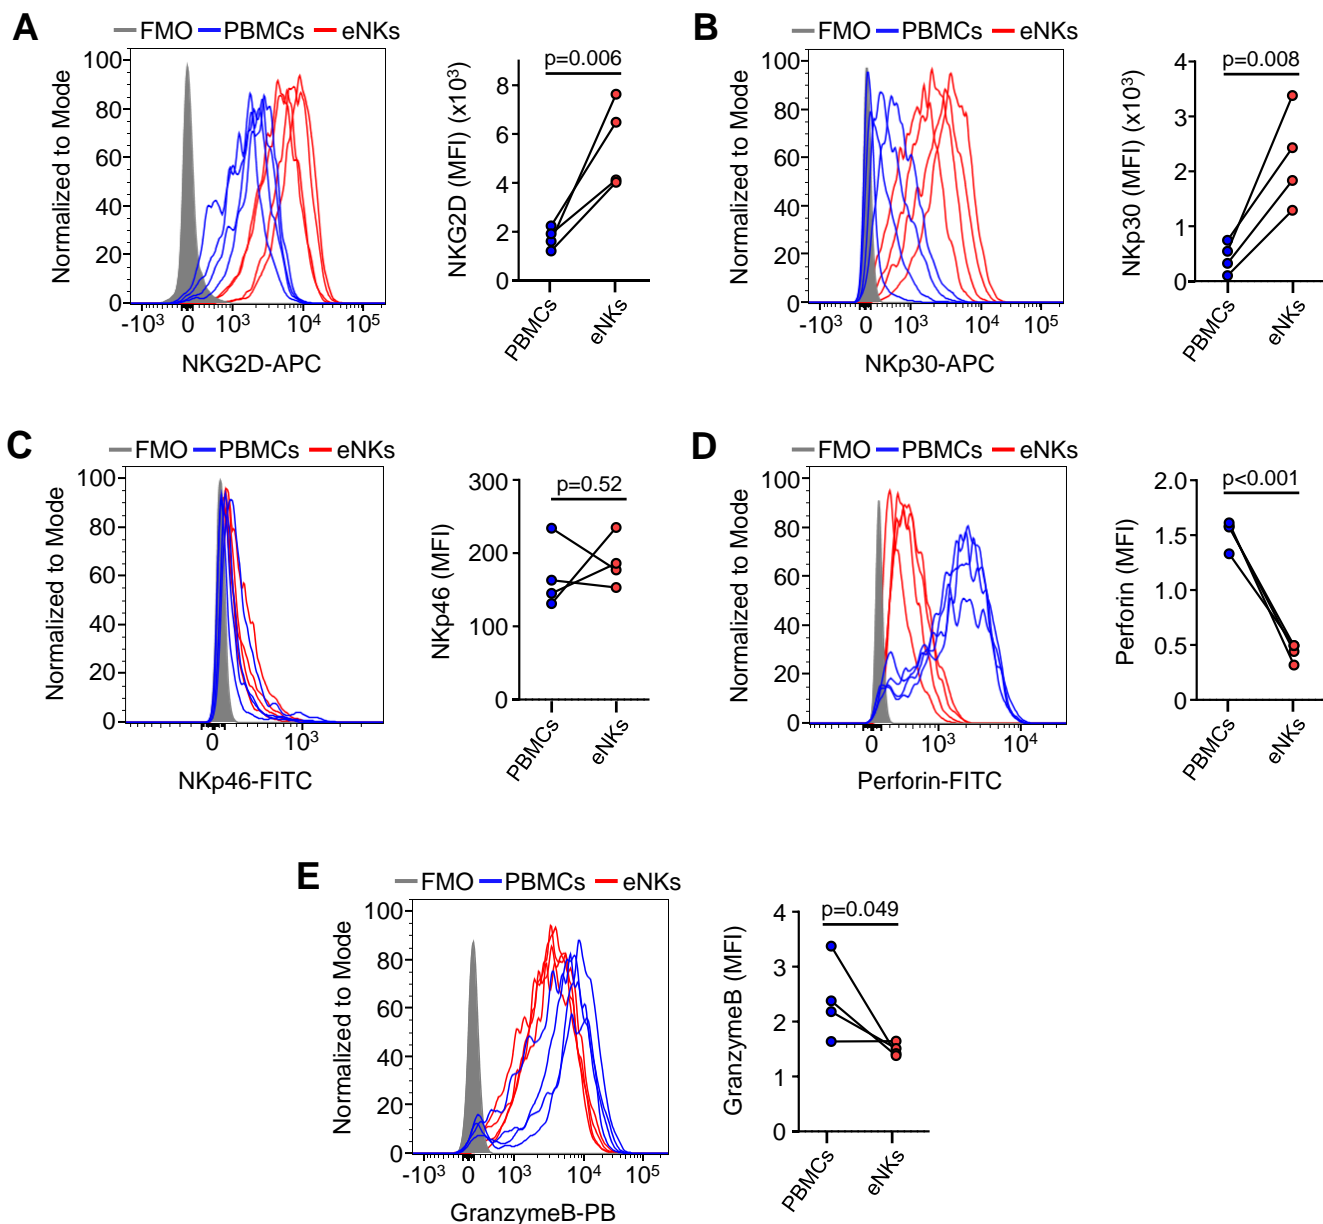 A
FMO PBMCs eNKs
100
80
60
40
20
0
Normalized to Mode
-10³ 0 10³ 10⁴ 10⁵
NKG2D-APC
p=0.006
8
6
4
2
0
NKG2D (MFI) (x10³)
PBMCs eNKs
B
FMO PBMCs eNKs
100
80
60
40
20
0
Normalized to Mode
-10³ 0 10³ 10⁴ 10⁵
NKp30-APC
p=0.008
4
3
2
1
0
NKp30 (MFI) (x10³)
PBMCs eNKs
C
FMO PBMCs eNKs
100
80
60
40
20
0
Normalized to Mode
0 10³
NKp46-FITC
p=0.52
300
200
100
0
NKp46 (MFI)
PBMCs eNKs
D
FMO PBMCs eNKs
100
80
60
40
20
0
Normalized to Mode
0 10³ 10⁴
Perforin-FITC
p<0.001
2.0
1.5
1.0
0.5
0
Perforin (MFI)
PBMCs eNKs
E
FMO PBMCs eNKs
100
80
60
40
20
0
Normalized to Mode
-10³ 0 10³ 10⁴ 10⁵
GranzymeB-PB
p=0.049
4
3
2
1
0
GranzymeB (MFI)
PBMCs eNKs